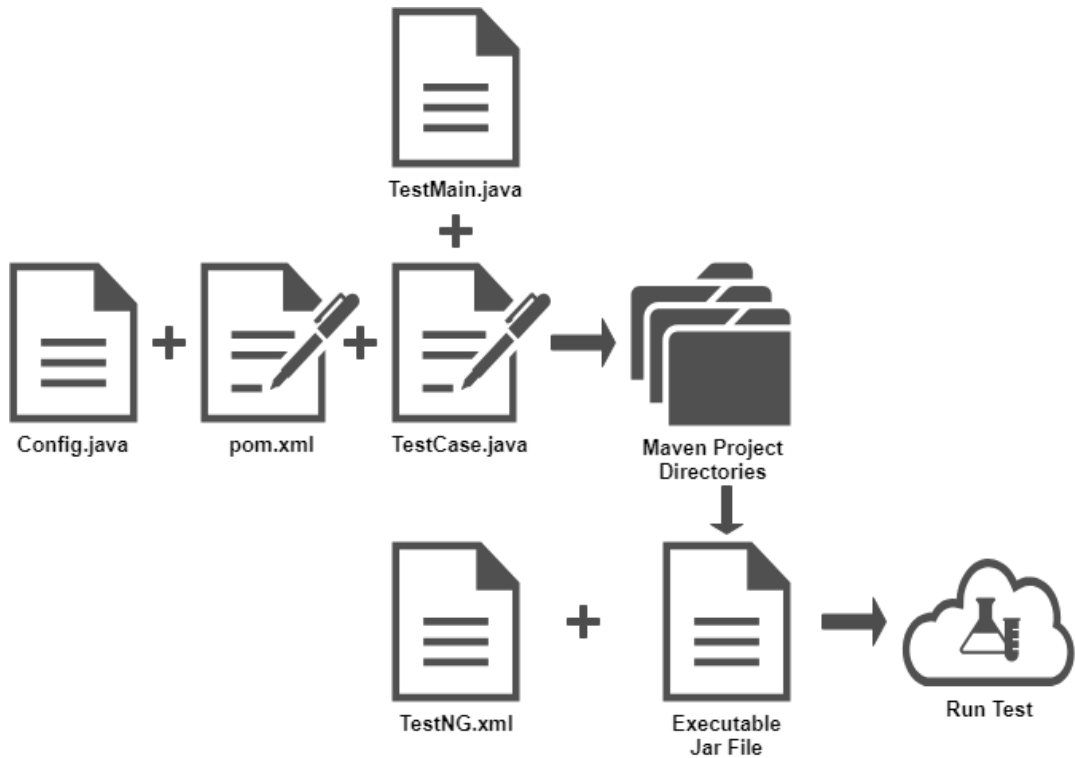 TestMain.java
Config.java
pom.xml
TestCase.java
Maven Project
Directories
TestNG.xml
Executable
Jar File
Run Test